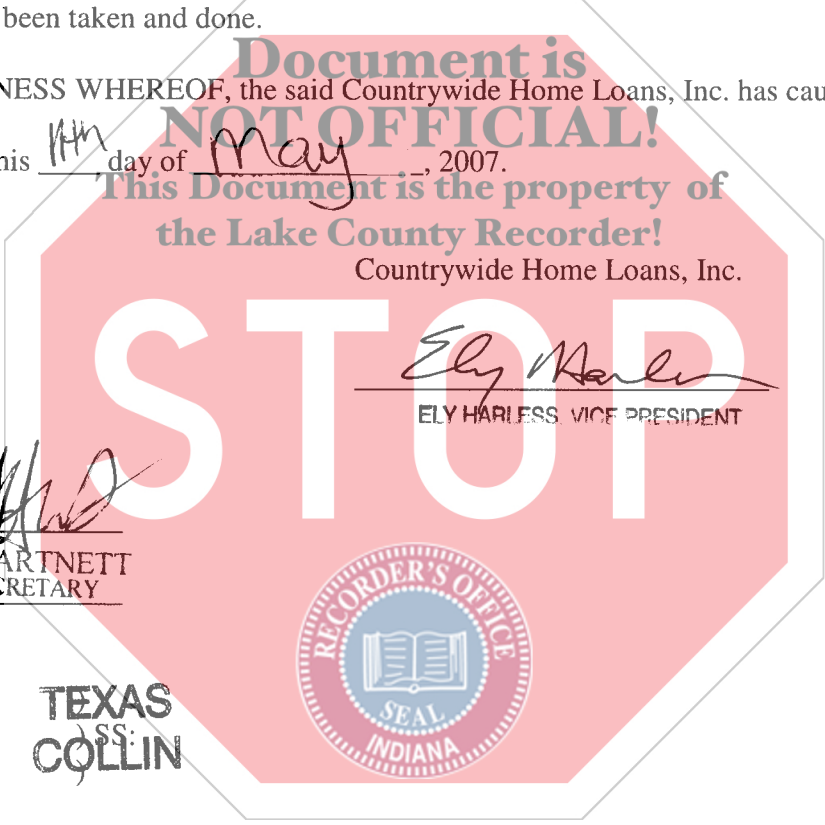 been taken and done.
Document is
NESS WHEREOF, the said Countrywide Home Loans, Inc. has cau
NOT OFFICIAL!
his day of May, 2007.
This Document is the property of
the Lake County Recorder!
Countrywide Home Loans, Inc.
STOP
Ely Harless
ELY HARLESS, VICE PRESIDENT
ARTNETT
CRETARY
RECORDER'S OFFICE
SEAL
INDIANA
TEXAS
) SS:
COLLIN
)